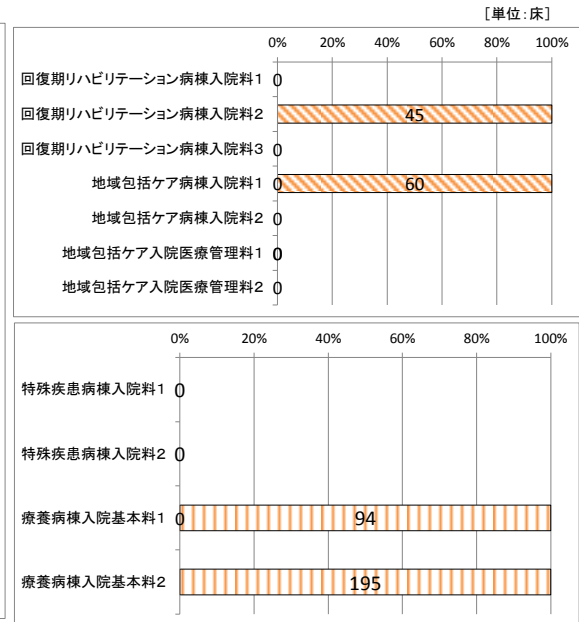 [単位:床]
0% 20% 40% 60% 80% 100%
回復期リハビリテーション病棟入院料1 0
回復期リハビリテーション病棟入院料2 45
回復期リハビリテーション病棟入院料3 0
地域包括ケア病棟入院料1 0 60
地域包括ケア病棟入院料2 0
地域包括ケア入院医療管理料1 0
地域包括ケア入院医療管理料2 0
0% 20% 40% 60% 80% 100%
特殊疾患病棟入院料1 0
特殊疾患病棟入院料2 0
療養病棟入院基本料1 0 94
療養病棟入院基本料2 195